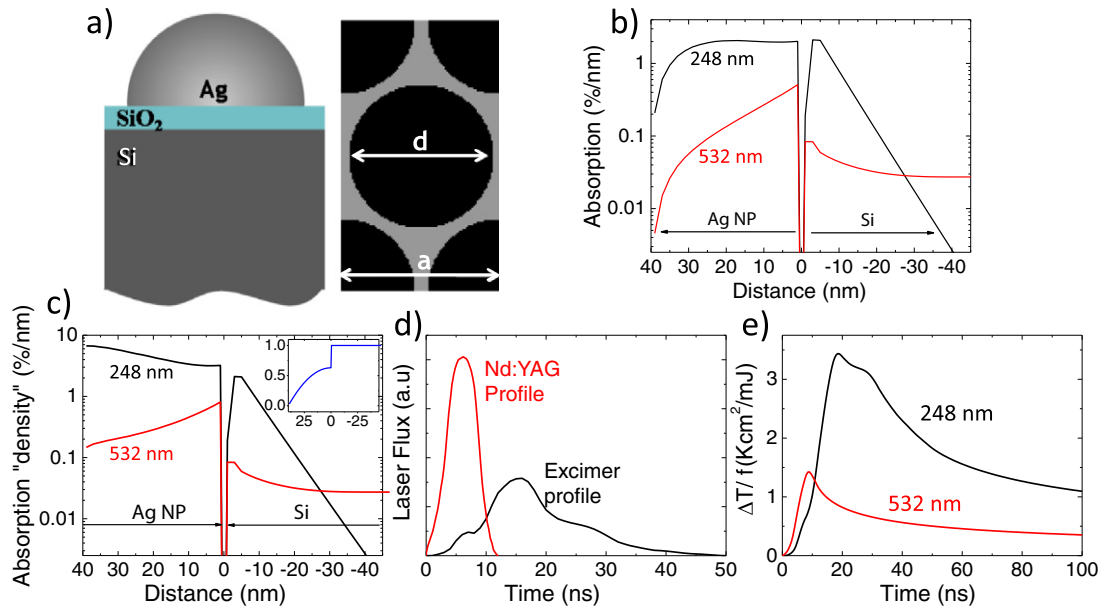 a)
Ag
SiO₂
Si
d
a
b)
Absorption (%/nm)
1
0.1
0.01
248 nm
532 nm
Ag NP
Si
40 30 20 10 0 -10 -20 -30 -40
Distance (nm)
c)
Absorption "density" (%/nm)
10
1
0.1
0.01
248 nm
532 nm
Ag NP
Si
1.0
0.5
0.0
25 0 -25
40 30 20 10 0 -10 -20 -30 -40
Distance (nm)
d)
Laser Flux (a.u)
Nd:YAG
Profile
Excimer
profile
0 10 20 30 40 50
Time (ns)
e)
ΔT/ f (Kcm²/mJ)
3
2
1
0
248 nm
532 nm
0 20 40 60 80 100
Time (ns)